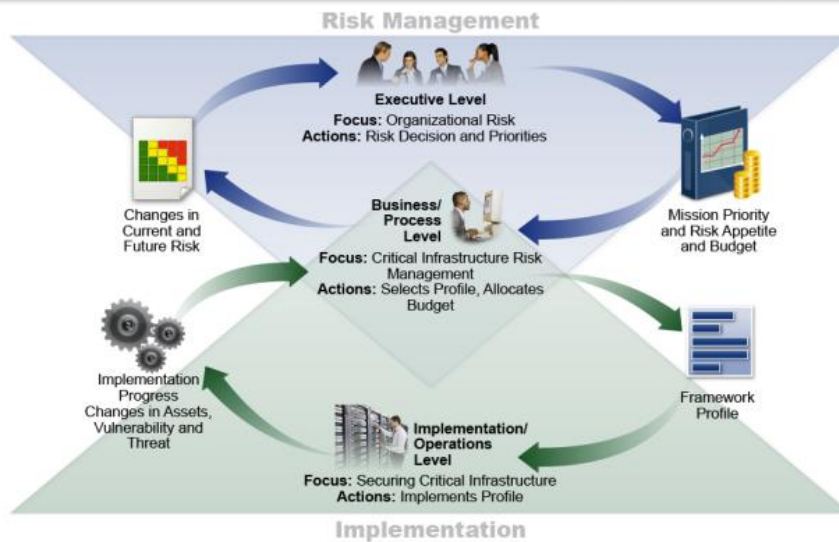 Risk Management
Executive Level
Focus: Organizational Risk
Actions: Risk Decision and Priorities
Changes in
Current and
Future Risk
Mission Priority
and Risk Appetite
and Budget
Business/
Process
Level
Focus: Critical Infrastructure Risk
Management
Actions: Selects Profile, Allocates
Budget
Implementation
Progress
Changes in Assets,
Vulnerability and
Threat
Framework
Profile
Implementation/
Operations
Level
Focus: Securing Critical Infrastructure
Actions: Implements Profile
Implementation